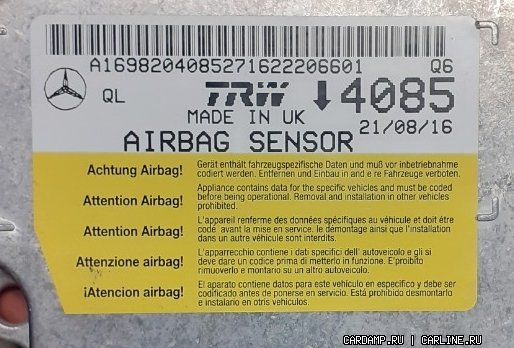 A1698204085271622206601 Q6
QL TRW ↓4085
MADE IN UK 21/08/16
AIRBAG SENSOR
Achtung Airbag! Gerät enthält fahrzeugspezifische Daten und muß vor inbetriebnahme
codiert werden. Entfernen und Einbau in and e re Fahrzeuge verboten.
Attention Airbag! Appliance contains data for the specific vehicles and must be coded
before being operational. Removal and installation in other vehicles
prohibited.
Attention Airbag! L'appareil renferme des données spécifiques au véhicule et doit être
codé avant la mise en service. le démontage ainsi que l'installation
dans un autre véhicule sont interdits.
Attenzione airbag! L'apparecchio contiene i dati specifici dell' autoveicolo e gli si
deve dare un codice prima di metterlo in funzione. E'proibito
rimuoverlo e montario su un altro autoveicolo.
¡Atencion airbag! El aparato contiene datos para este vehículo en especifico y debe ser
codificado antes de ponerse en servicio. Está prohibido desmontarlo
e instalarlo en otros vehículos.
CARDAMP.RU | CARLINE.RU